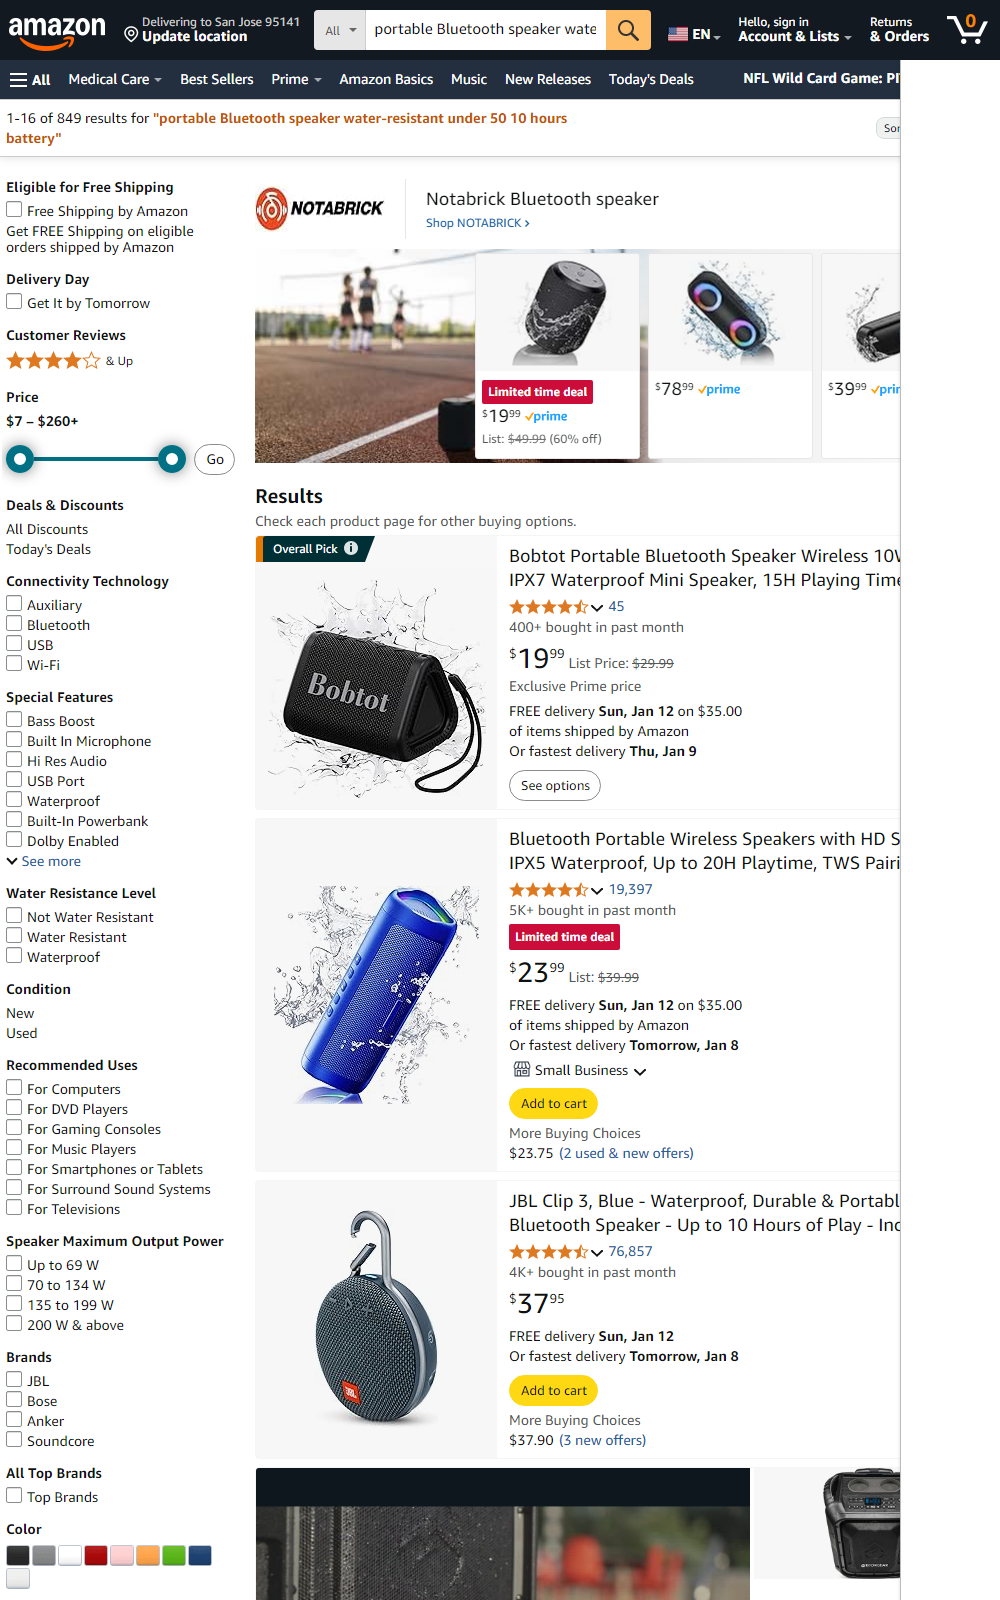 amazon
Delivering to San Jose 95141
Update location
All
portable Bluetooth speaker wate
EN
Hello, sign in
Account & Lists
Returns
& Orders
0
All
Medical Care
Best Sellers
Prime
Amazon Basics
Music
New Releases
Today's Deals
NFL Wild Card Game: PI
1-16 of 849 results for "portable Bluetooth speaker water-resistant under 50 10 hours
battery"
Sor
Eligible for Free Shipping
Free Shipping by Amazon
Get FREE Shipping on eligible
orders shipped by Amazon
Delivery Day
Get It by Tomorrow
Customer Reviews
& Up
Price
$7 – $260+
Go
Deals & Discounts
All Discounts
Today's Deals
Connectivity Technology
Auxiliary
Bluetooth
USB
Wi-Fi
Special Features
Bass Boost
Built In Microphone
Hi Res Audio
USB Port
Waterproof
Built-In Powerbank
Dolby Enabled
See more
Water Resistance Level
Not Water Resistant
Water Resistant
Waterproof
Condition
New
Used
Recommended Uses
For Computers
For DVD Players
For Gaming Consoles
For Music Players
For Smartphones or Tablets
For Surround Sound Systems
For Televisions
Speaker Maximum Output Power
Up to 69 W
70 to 134 W
135 to 199 W
200 W & above
Brands
JBL
Bose
Anker
Soundcore
All Top Brands
Top Brands
Color
NOTABRICK
Notabrick Bluetooth speaker
Shop NOTABRICK ›
Limited time deal
$19.99 prime
List: $49.99 (60% off)
$78.99 prime
$39.99 prir
Results
Check each product page for other buying options.
Overall Pick
Bobtot
Bobtot Portable Bluetooth Speaker Wireless 10W
IPX7 Waterproof Mini Speaker, 15H Playing Time
45
400+ bought in past month
$19.99 List Price: $29.99
Exclusive Prime price
FREE delivery Sun, Jan 12 on $35.00
of items shipped by Amazon
Or fastest delivery Thu, Jan 9
See options
Bluetooth Portable Wireless Speakers with HD S
IPX5 Waterproof, Up to 20H Playtime, TWS Pairi
19,397
5K+ bought in past month
Limited time deal
$23.99 List: $39.99
FREE delivery Sun, Jan 12 on $35.00
of items shipped by Amazon
Or fastest delivery Tomorrow, Jan 8
Small Business
Add to cart
More Buying Choices
$23.75 (2 used & new offers)
JBL
JBL Clip 3, Blue - Waterproof, Durable & Portabl
Bluetooth Speaker - Up to 10 Hours of Play - Inc
76,857
4K+ bought in past month
$37.95
FREE delivery Sun, Jan 12
Or fastest delivery Tomorrow, Jan 8
Add to cart
More Buying Choices
$37.90 (3 new offers)